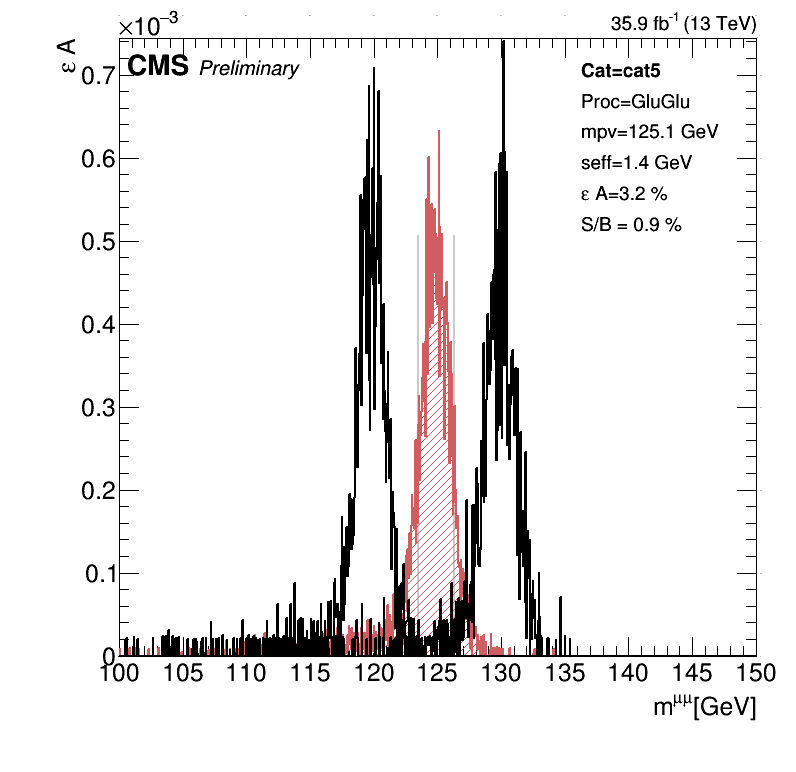 ×10⁻³
35.9 fb⁻¹ (13 TeV)
ε A
CMS Preliminary
Cat=cat5
Proc=GluGlu
mpv=125.1 GeV
seff=1.4 GeV
ε A=3.2 %
S/B = 0.9 %
0.7
0.6
0.5
0.4
0.3
0.2
0.1
0
100 105 110 115 120 125 130 135 140 145 150
m^μμ[GeV]